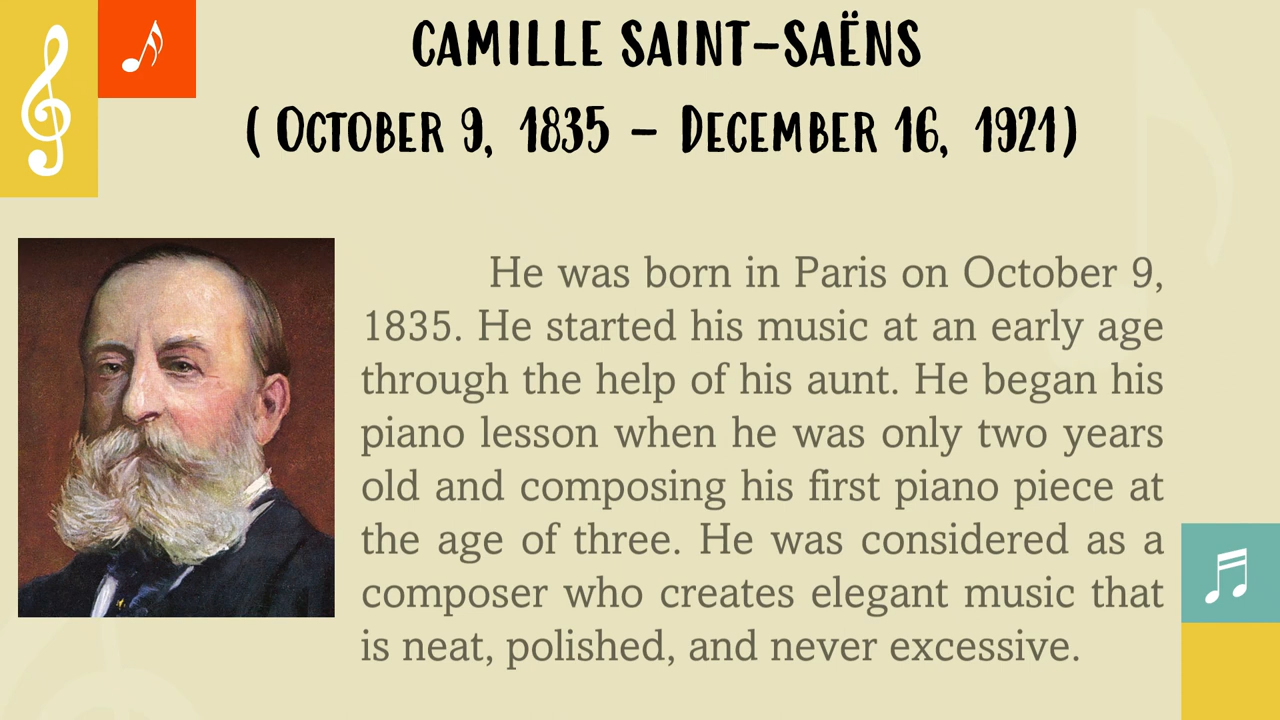 CAMILLE SAINT-SAËNS
( OCTOBER 9, 1835 - DECEMBER 16, 1921)
He was born in Paris on October 9,
1835. He started his music at an early age
through the help of his aunt. He began his
piano lesson when he was only two years
old and composing his first piano piece at
the age of three. He was considered as a
composer who creates elegant music that
is neat, polished, and never excessive.